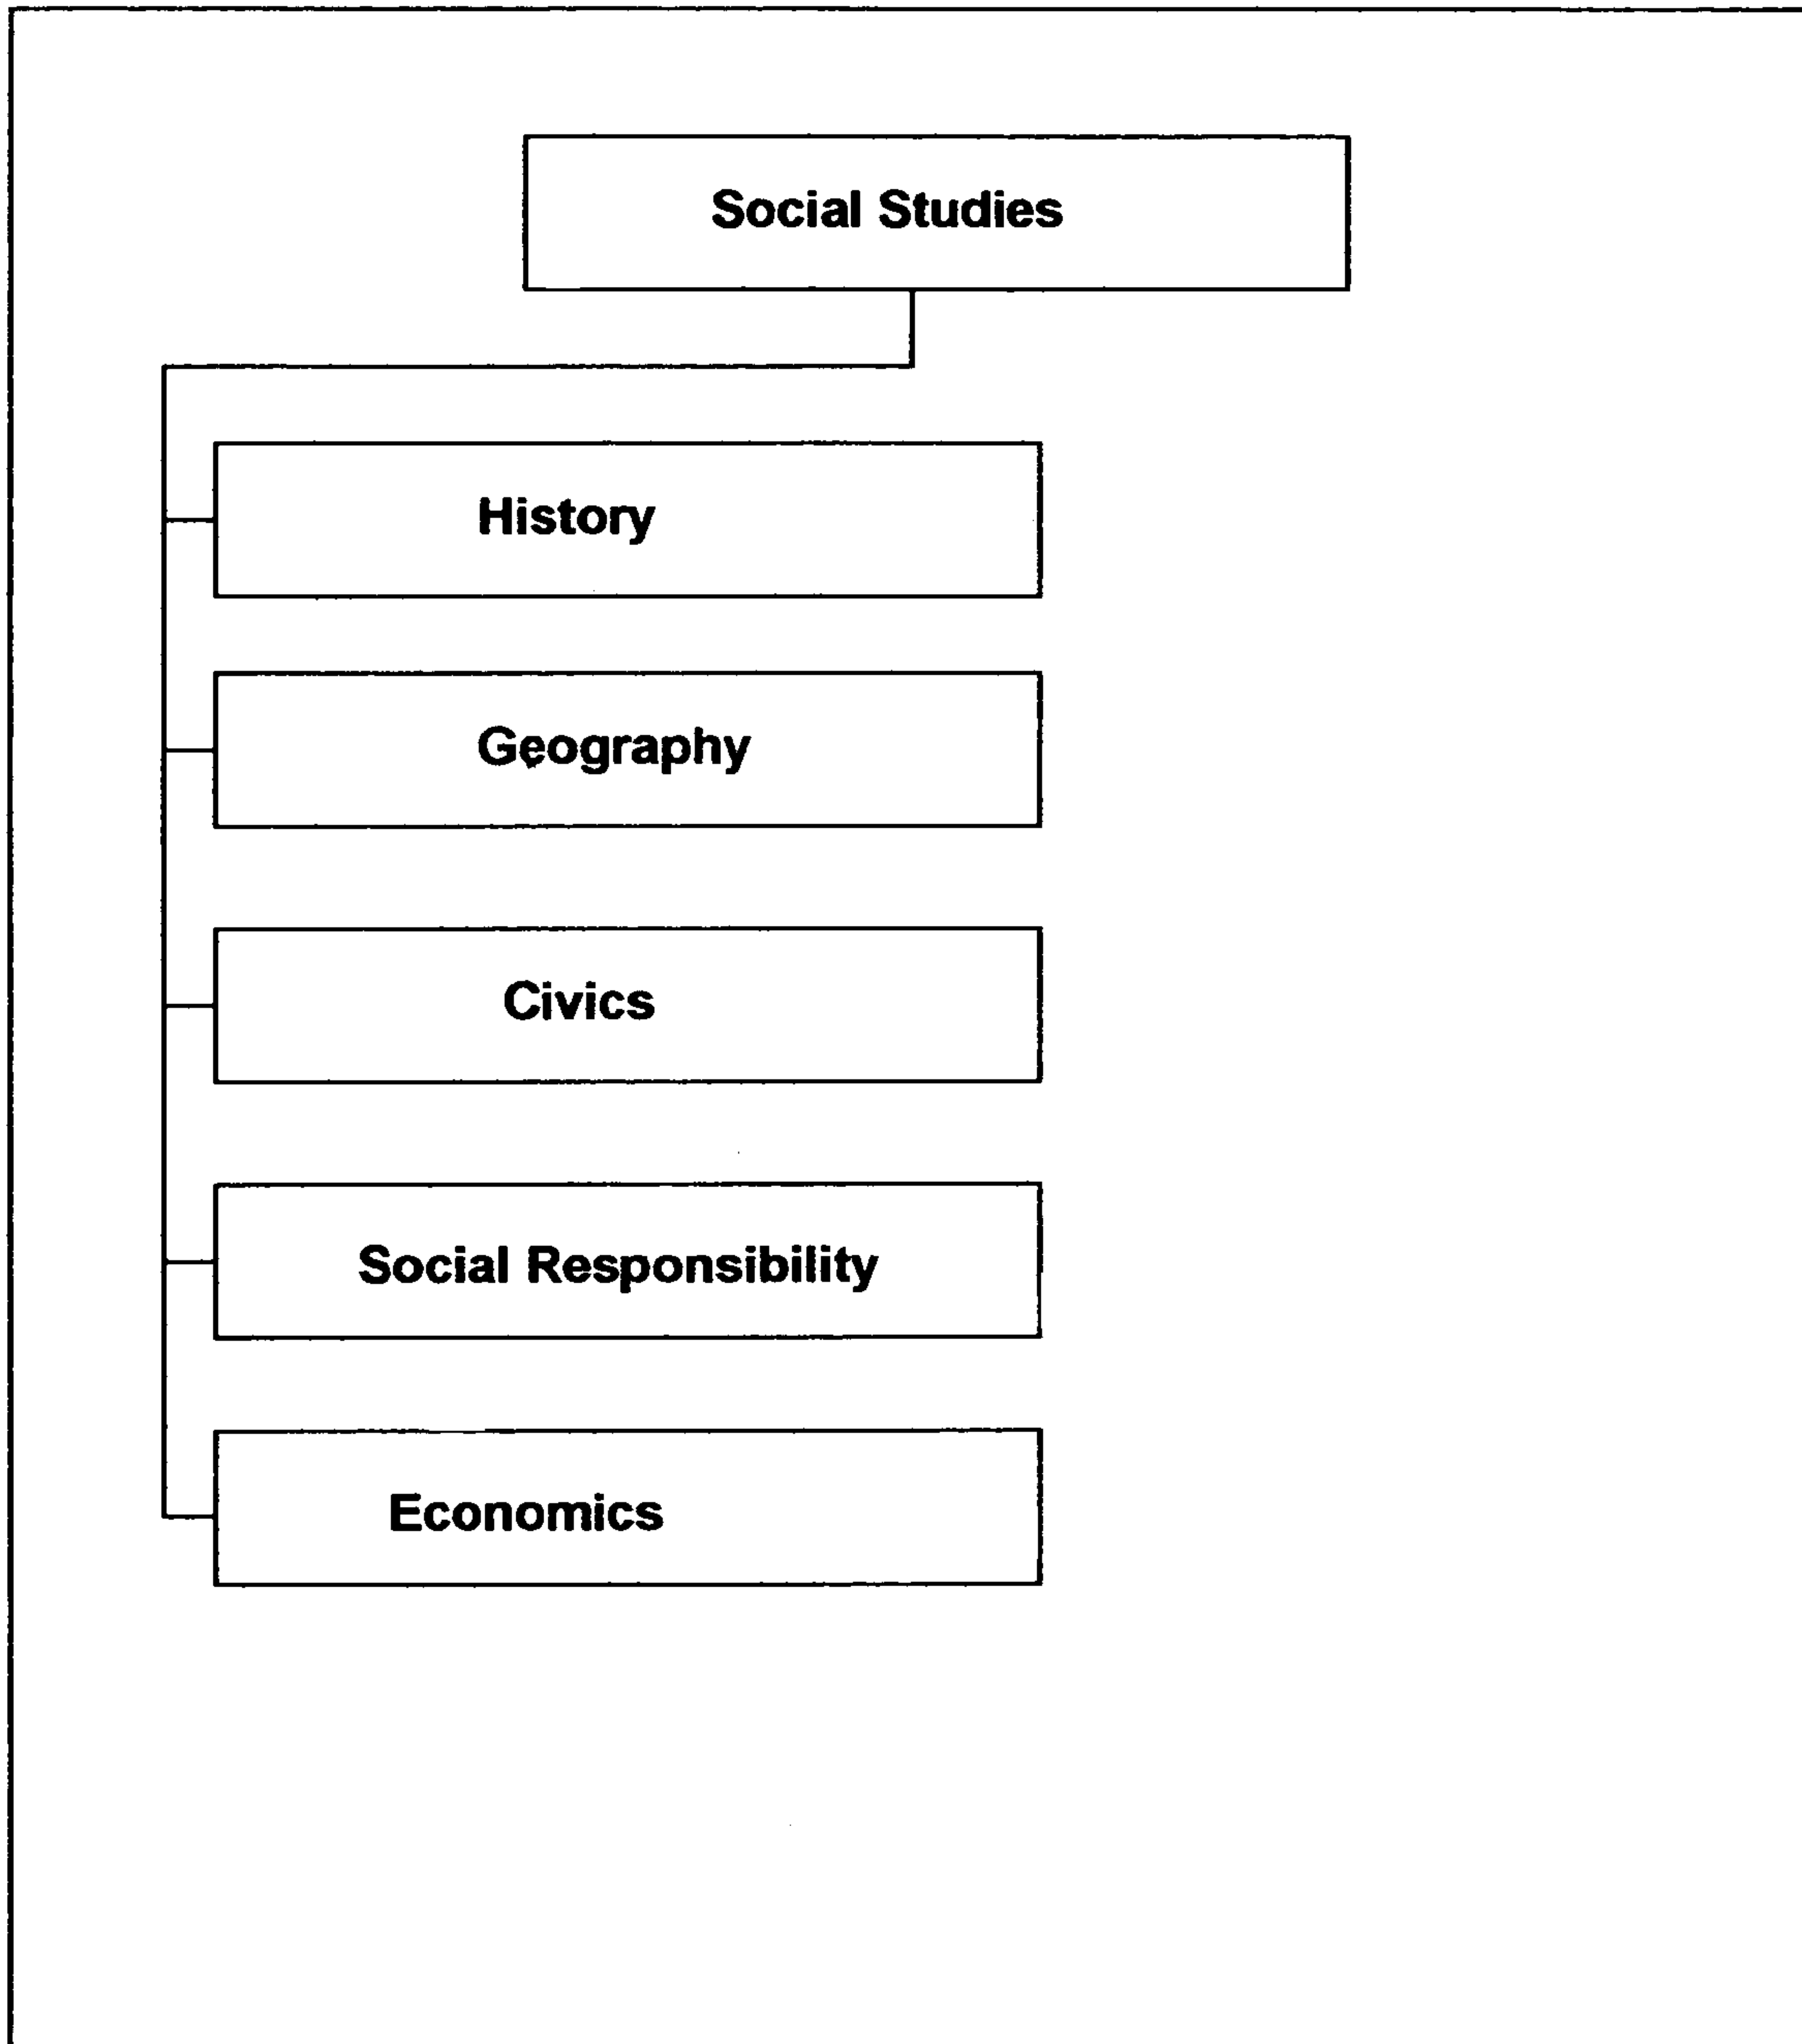 Social Studies
History
Geography
Civics
Social Responsibility
Economics